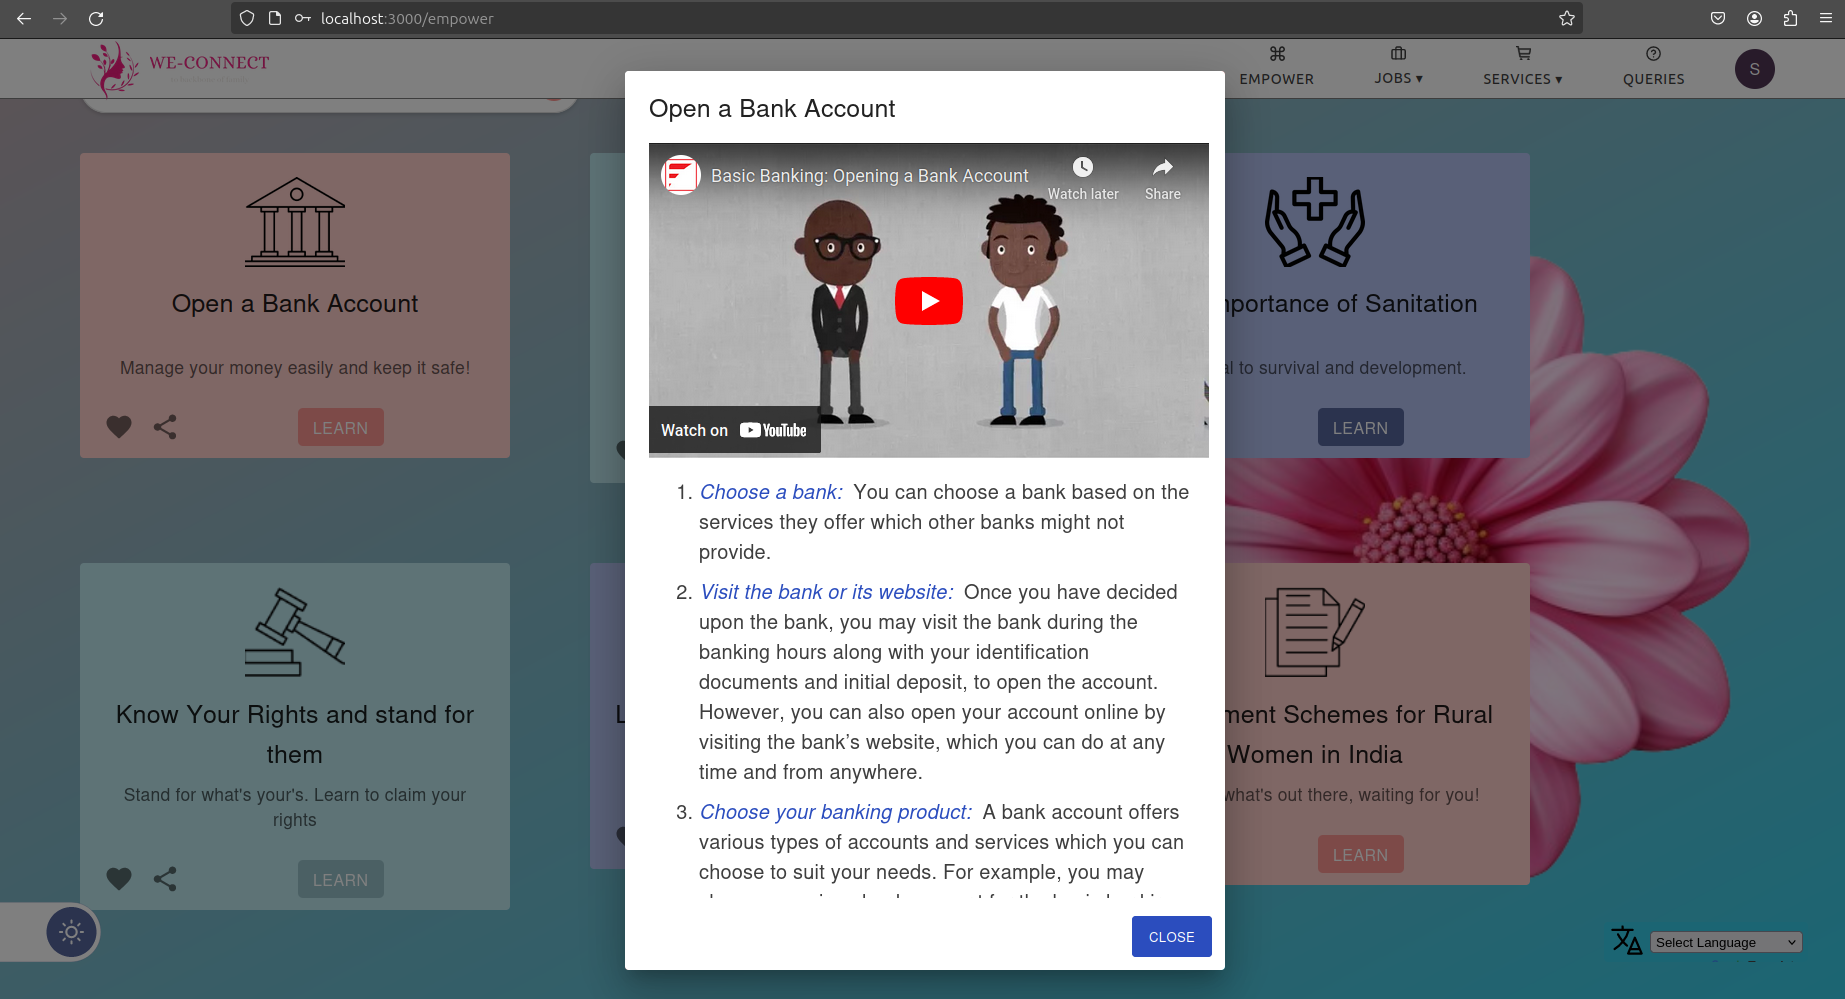 localhost:3000/empower
WE-CONNECT
EMPOWER
JOBS ▾
SERVICES ▾
QUERIES
S
Open a Bank Account
Manage your money easily and keep it safe!
LEARN
Know Your Rights and stand for
them
Stand for what's your's. Learn to claim your
rights
LEARN
Open a Bank Account
Basic Banking: Opening a Bank Account
Watch later
Share
Watch on YouTube
1. Choose a bank: You can choose a bank based on the
services they offer which other banks might not
provide.
2. Visit the bank or its website: Once you have decided
upon the bank, you may visit the bank during the
banking hours along with your identification
documents and initial deposit, to open the account.
However, you can also open your account online by
visiting the bank’s website, which you can do at any
time and from anywhere.
3. Choose your banking product: A bank account offers
various types of accounts and services which you can
choose to suit your needs. For example, you may
CLOSE
of Sanitation
to survival and development.
LEARN
Schemes for Rural
Women in India
what's out there, waiting for you!
LEARN
Select Language